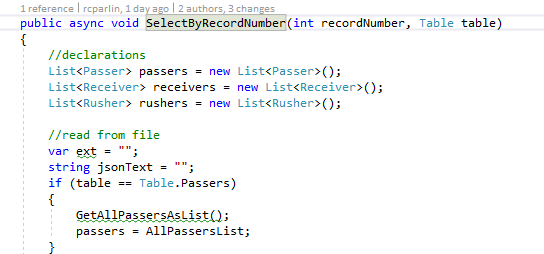 1 reference | rcparlin, 1 day ago | 2 authors, 3 changes
public async void SelectByRecordNumber(int recordNumber, Table table)
{
//declarations
List<Passer> passers = new List<Passer>();
List<Receiver> receivers = new List<Receiver>();
List<Rusher> rushers = new List<Rusher>();
//read from file
var ext = "";
string jsonText = "";
if (table == Table.Passers)
{
GetAllPassersAsList();
passers = AllPassersList;
}